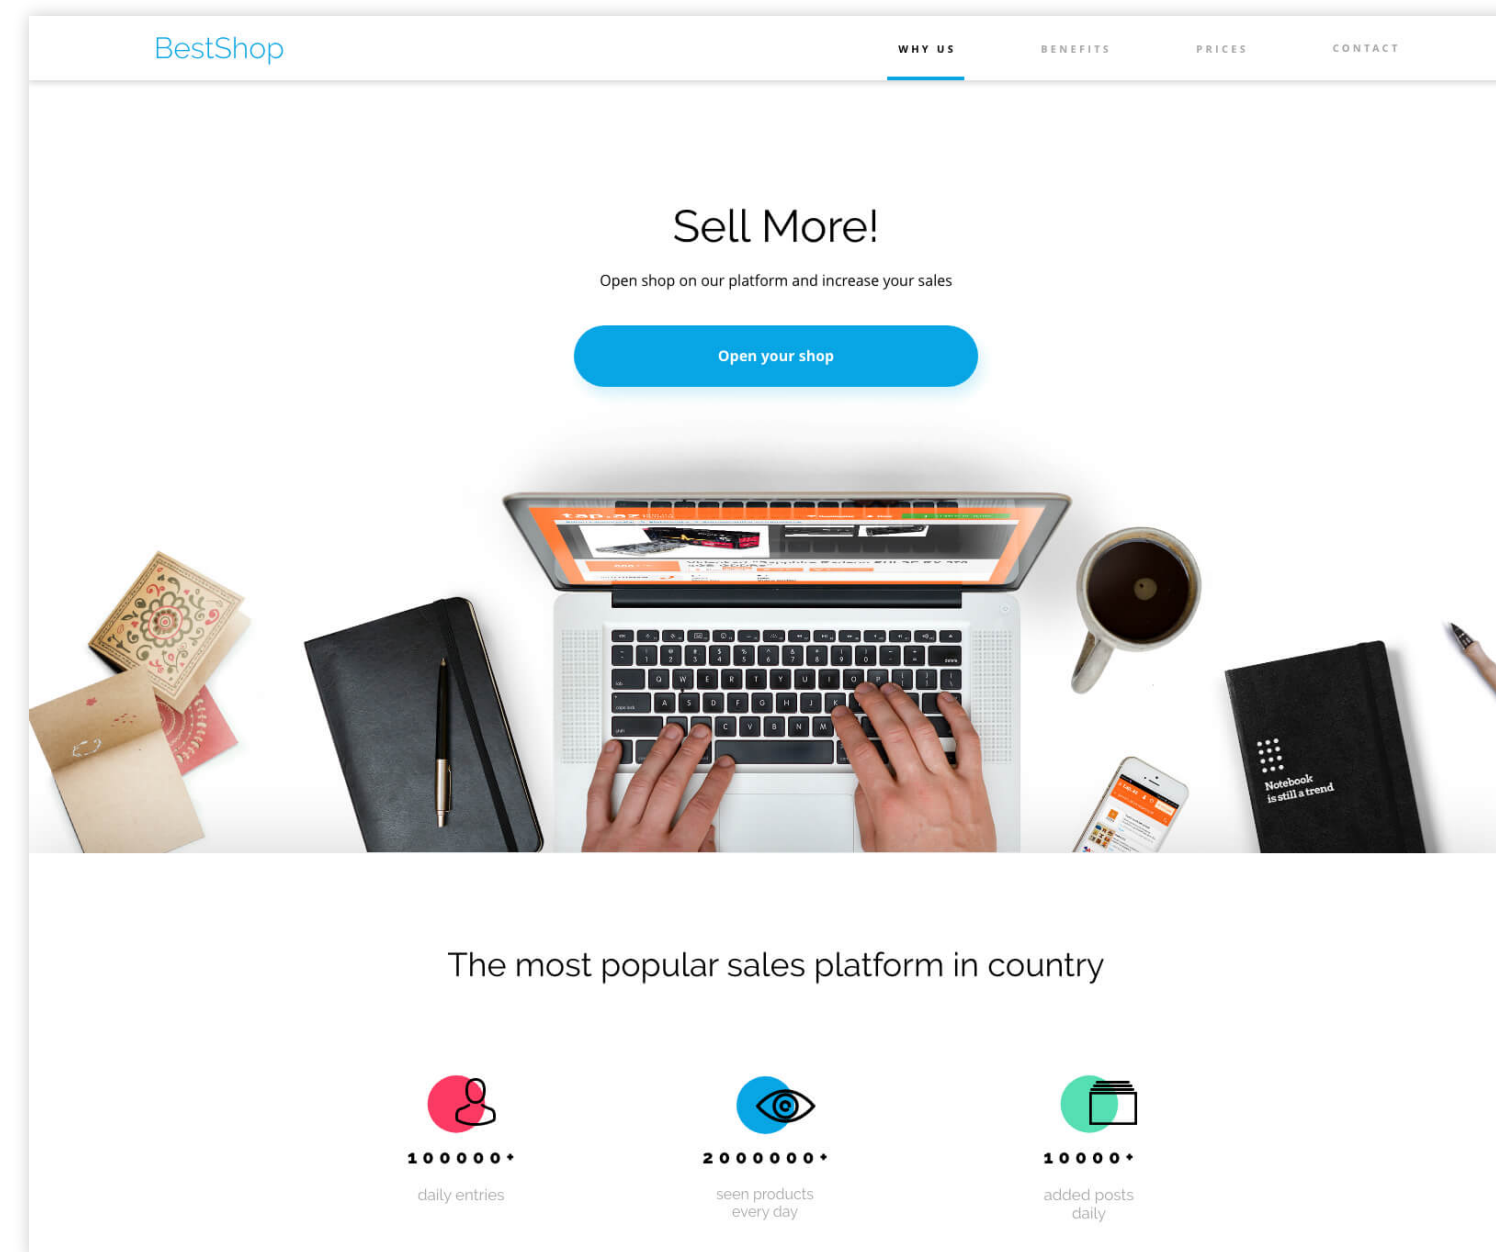 BestShop
WHY US
BENEFITS
PRICES
CONTACT
Sell More!
Open shop on our platform and increase your sales
Open your shop
tap.az
Q W E R T Y U I O P
A S D F G H J K
C V B N M
Notebook
is still a trend
The most popular sales platform in country
100000+
2000000+
10000+
daily entries
seen products
every day
added posts
daily